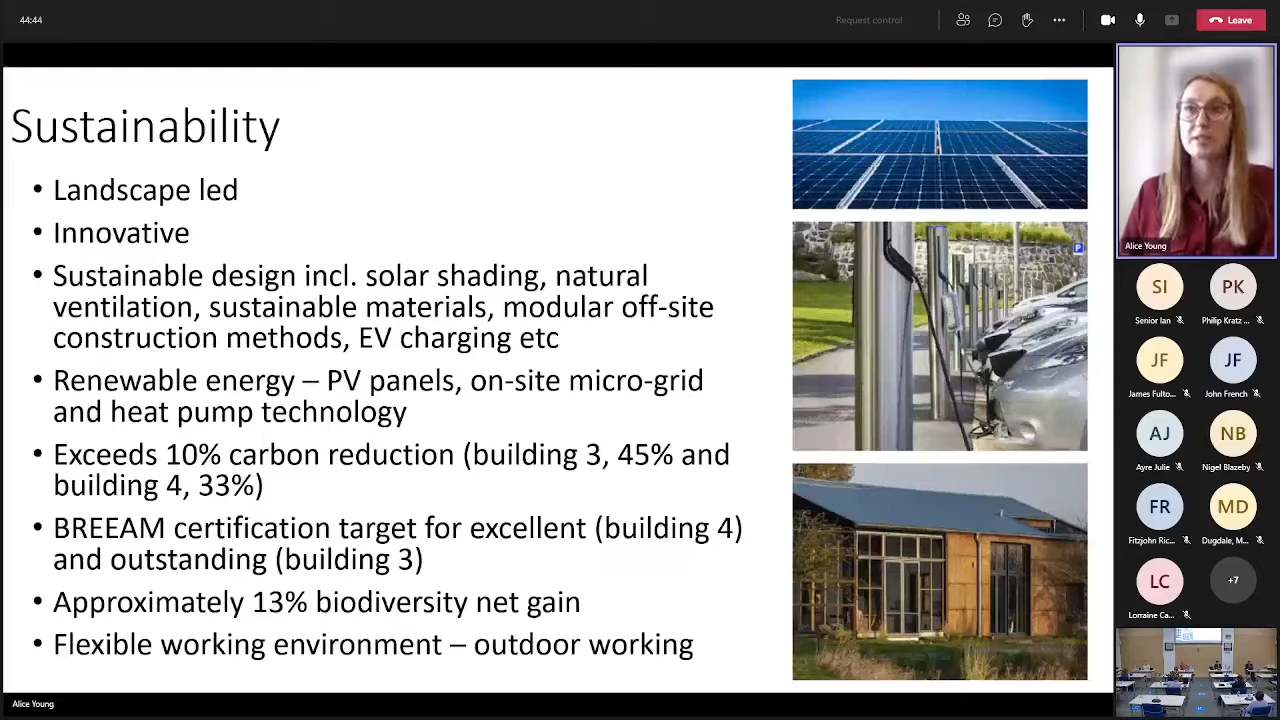 44:44
Request control
Leave
Sustainability
• Landscape led
• Innovative
• Sustainable design incl. solar shading, natural
ventilation, sustainable materials, modular off-site
construction methods, EV charging etc
• Renewable energy – PV panels, on-site micro-grid
and heat pump technology
• Exceeds 10% carbon reduction (building 3, 45% and
building 4, 33%)
• BREEAM certification target for excellent (building 4)
and outstanding (building 3)
• Approximately 13% biodiversity net gain
• Flexible working environment – outdoor working
P
Alice Young
SI
PK
Senior Ian
Philip Kratz ...
JF
JF
James Fulto...
John French
AJ
NB
Ayre Julie
Nigel Blazeby
FR
MD
Fitzjohn Ric...
Dugdale, M...
LC
+7
Lorraine Ca...
Alice Young